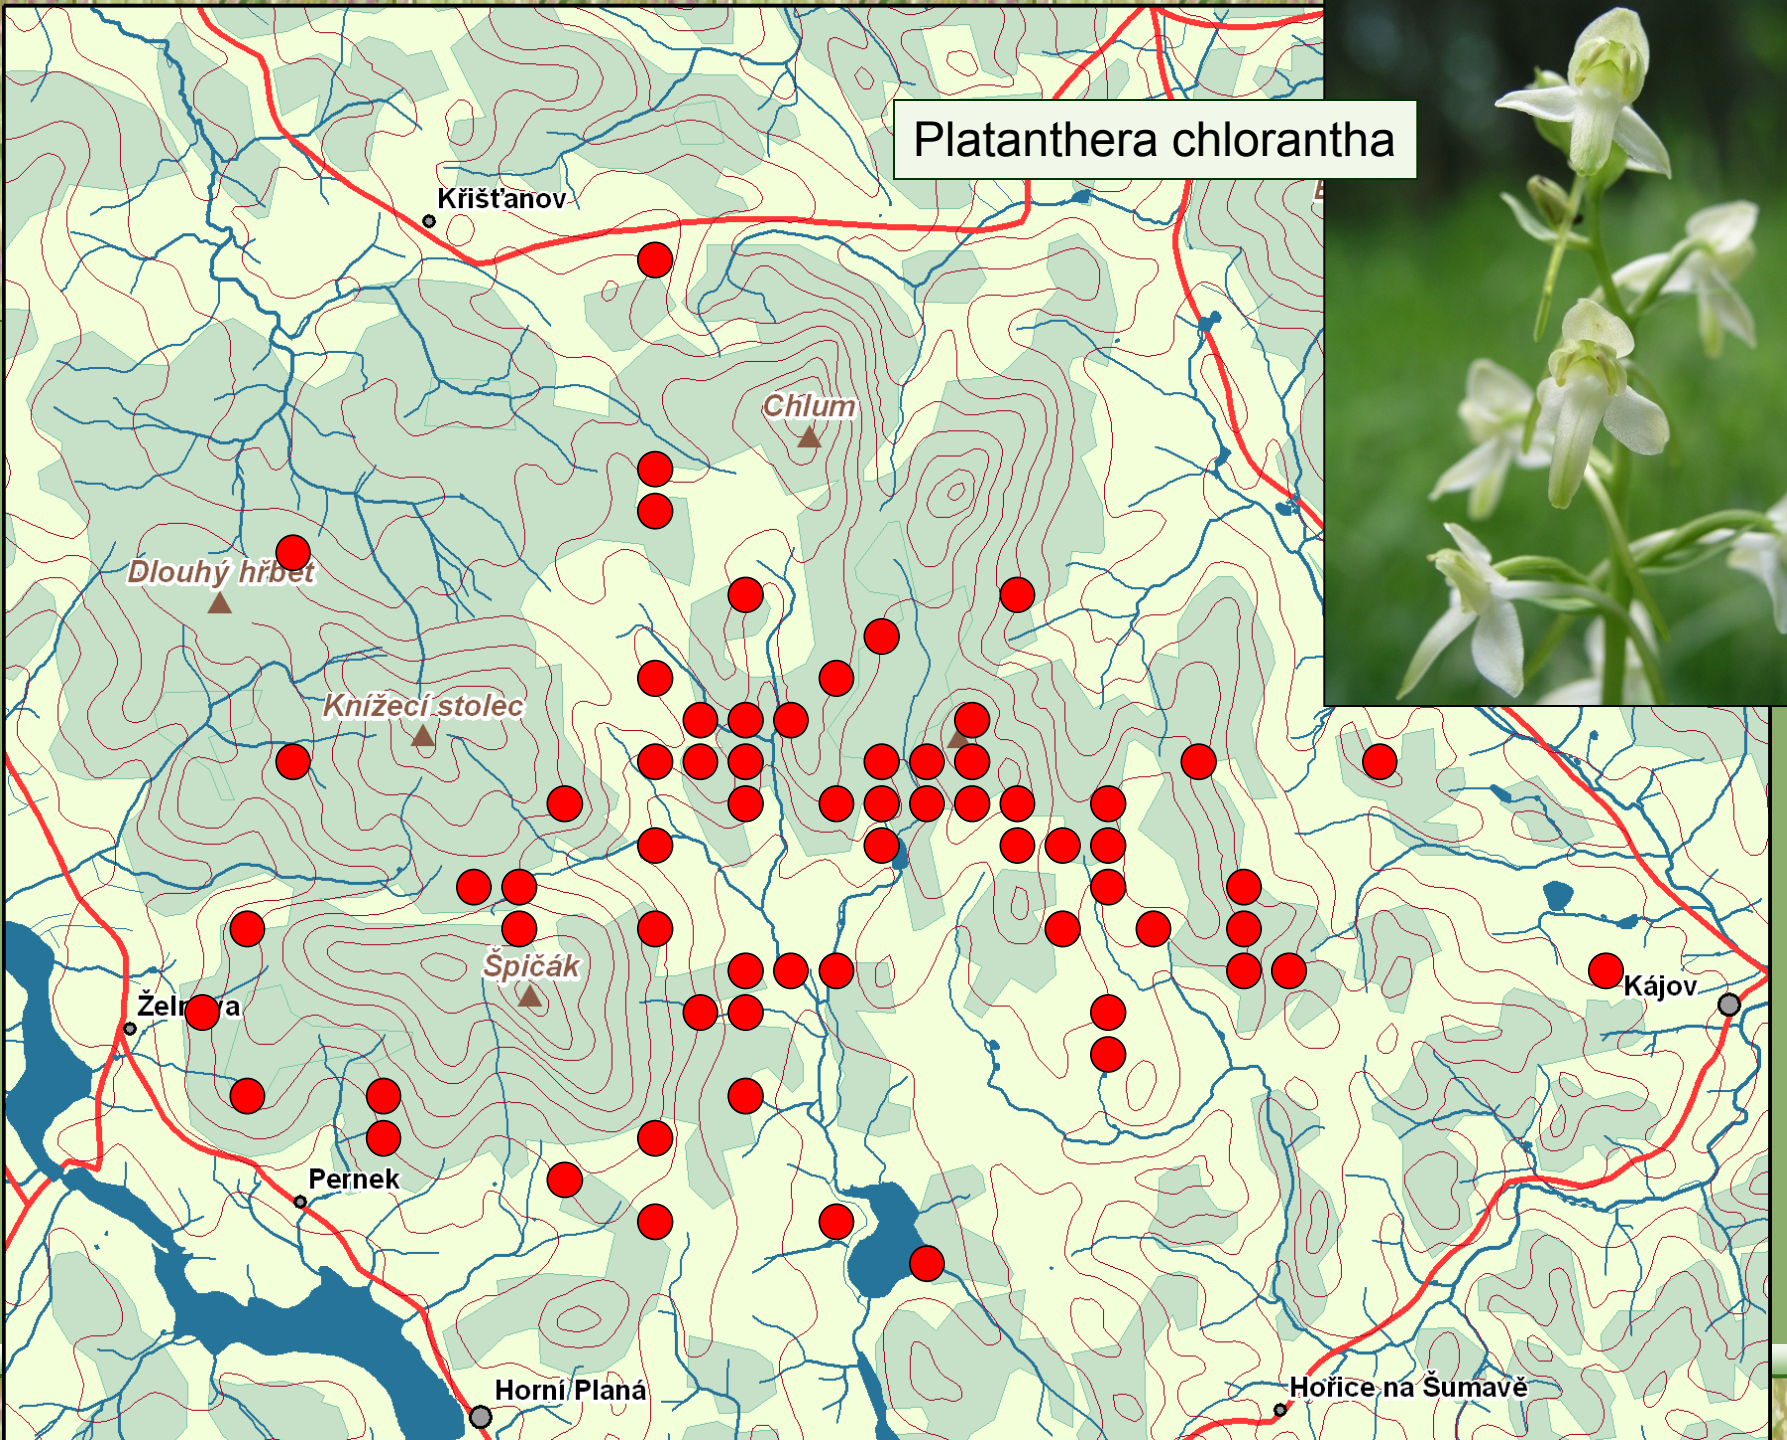 Platanthera chlorantha
Křišťanov
Chlum
Dlouhý hřbet
Knížecí stolec
Špičák
Kájov
Pernek
Horní Planá
Hořice na Šumavě